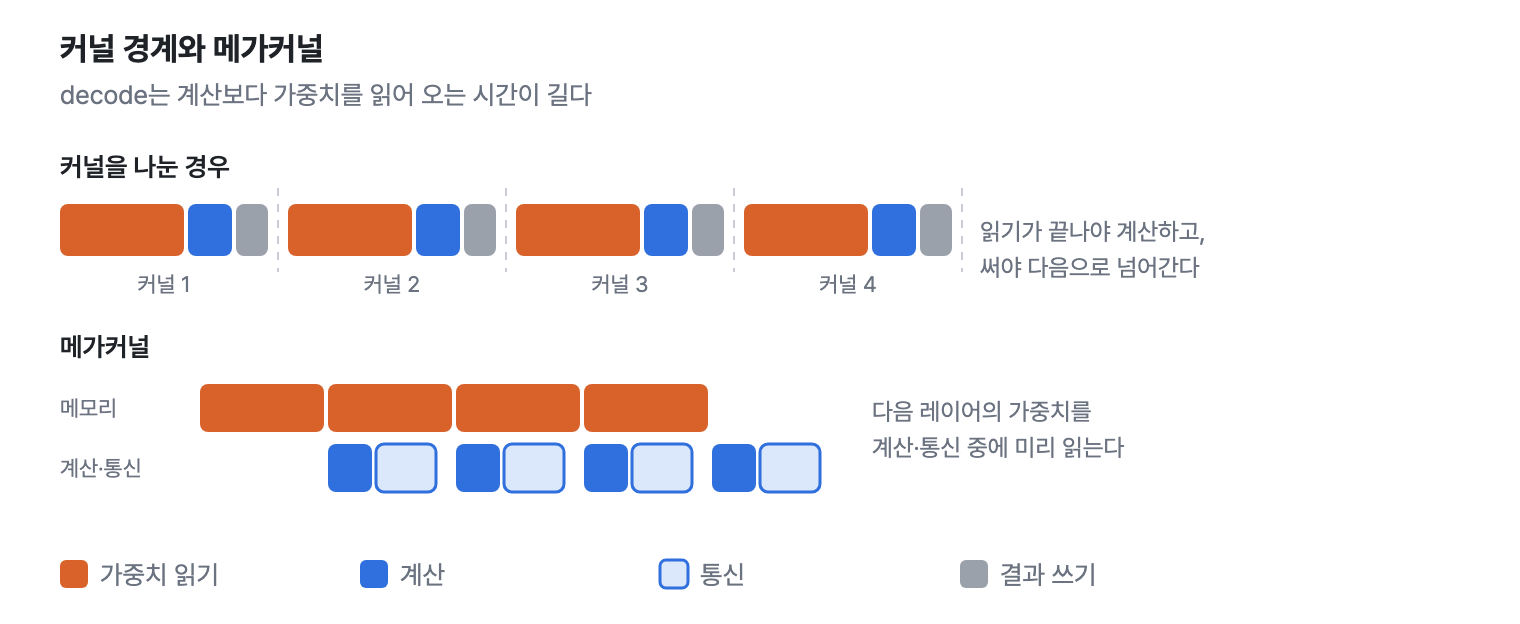 커널 경계와 메가커널
decode는 계산보다 가중치를 읽어 오는 시간이 길다
커널을 나눈 경우
읽기가 끝나야 계산하고,
써야 다음으로 넘어간다
커널 1
커널 2
커널 3
커널 4
메가커널
메모리
다음 레이어의 가중치를
계산·통신 중에 미리 읽는다
계산·통신
가중치 읽기
계산
통신
결과 쓰기